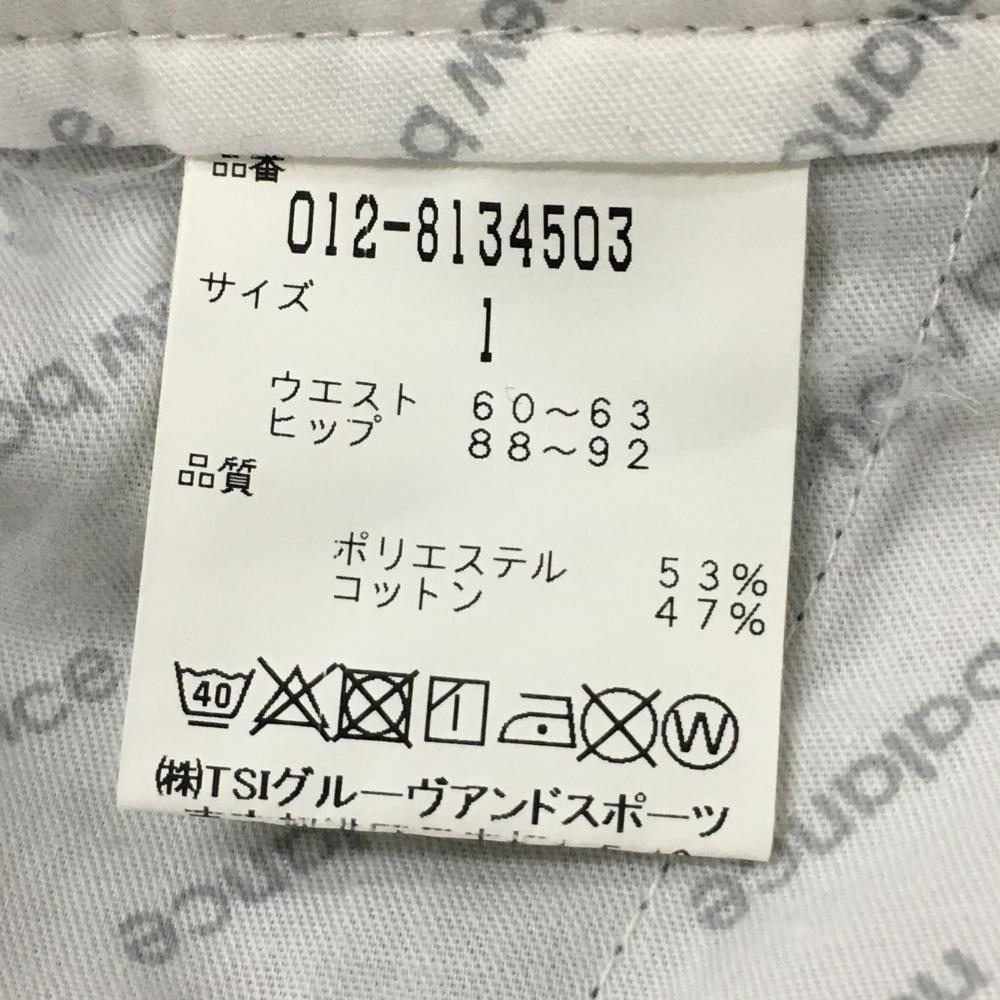 品番
012-8134503
サイズ
1
ウエスト 60～63
ヒップ 88～92
品質
ポリエステル 53%
コットン 47%
40
W
(株)TSIグルーヴアンドスポーツ
new balance